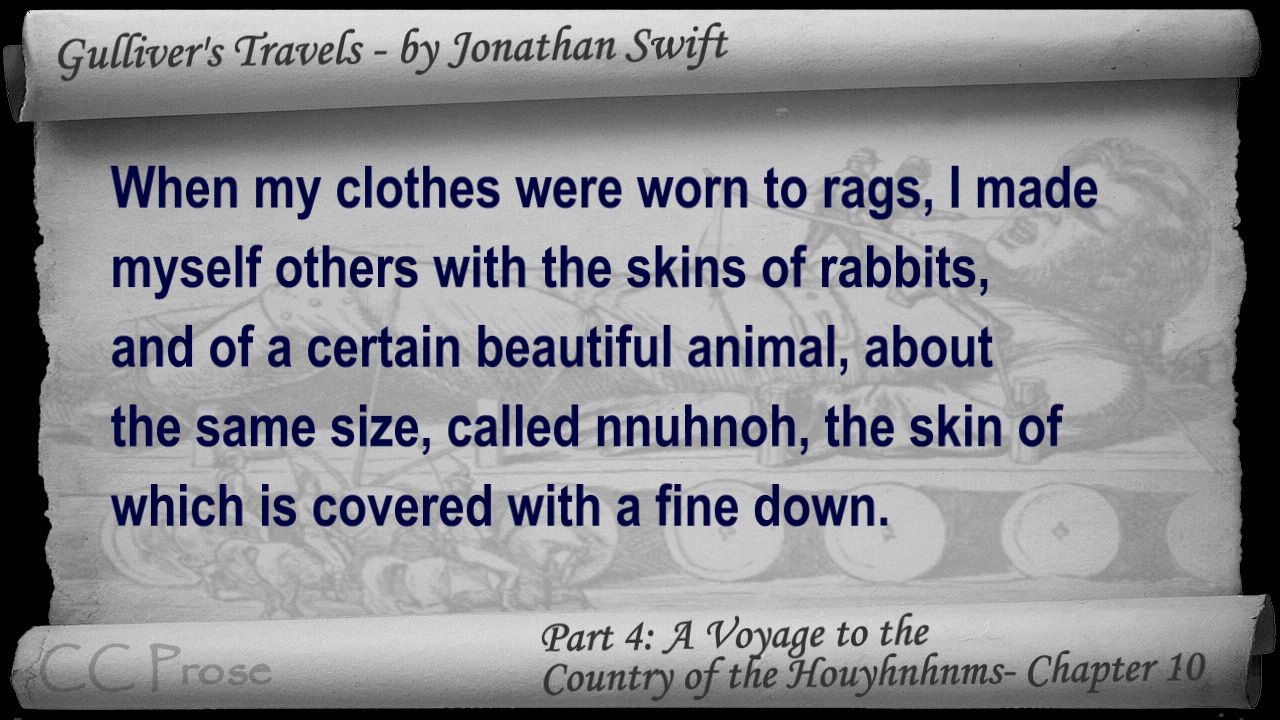 Gulliver's Travels - by Jonathan Swift
When my clothes were worn to rags, I made
myself others with the skins of rabbits,
and of a certain beautiful animal, about
the same size, called nnuhnoh, the skin of
which is covered with a fine down.
CC Prose
Part 4: A Voyage to the
Country of the Houyhnhnms- Chapter 10